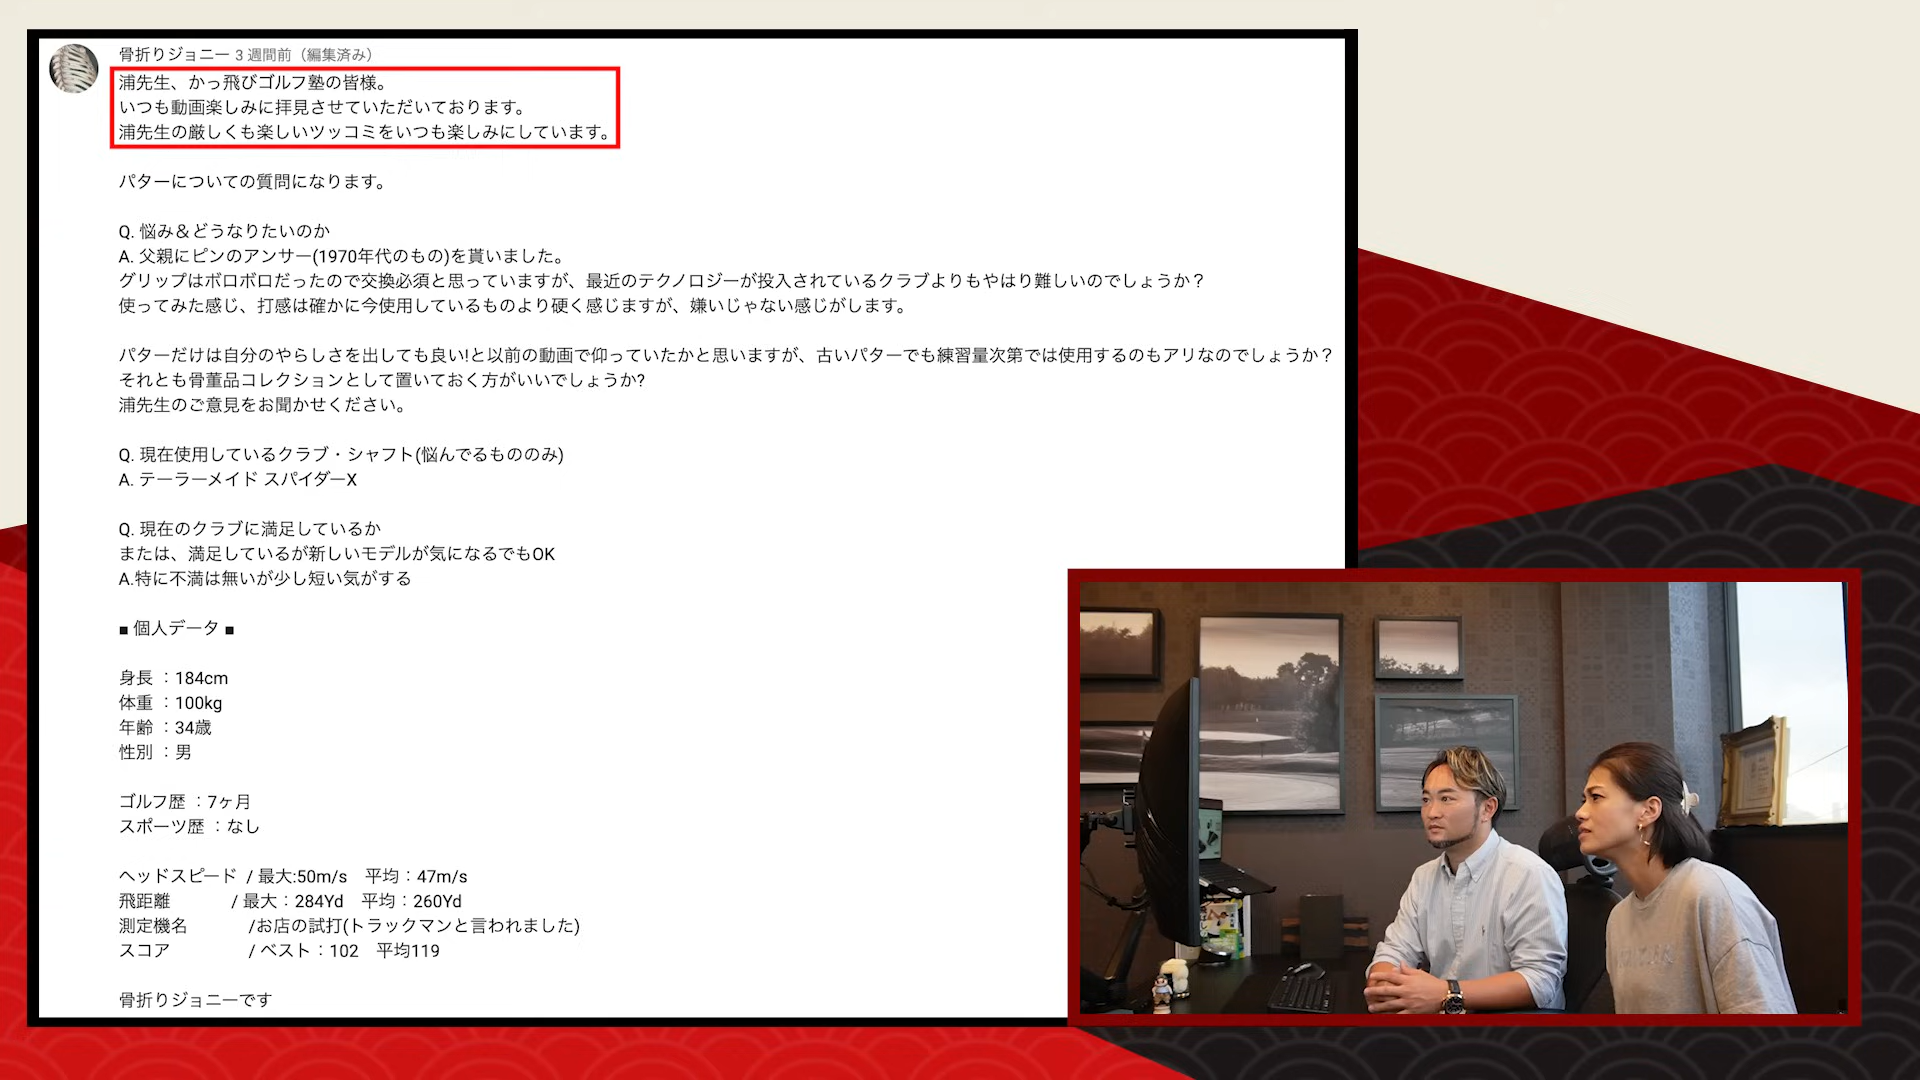 骨折りジョニー 3 週間前（編集済み）
浦先生、かっ飛びゴルフ塾の皆様。
いつも動画楽しみに拝見させていただいております。
浦先生の厳しくも楽しいツッコミをいつも楽しみにしています。
パターについての質問になります。
Q. 悩み＆どうなりたいのか
A. 父親にピンのアンサー(1970年代のもの)を貰いました。
グリップはボロボロだったので交換必須と思っていますが、最近のテクノロジーが投入されているクラブよりもやはり難しいのでしょうか？
使ってみた感じ、打感は確かに今使用しているものより硬く感じますが、嫌いじゃない感じがします。
パターだけは自分のやらしさを出しても良い!と以前の動画で仰っていたかと思いますが、古いパターでも練習量次第では使用するのもアリなのでしょうか？
それとも骨董品コレクションとして置いておく方がいいでしょうか?
浦先生のご意見をお聞かせください。
Q. 現在使用しているクラブ・シャフト(悩んでるもののみ)
A. テーラーメイド スパイダーX
Q. 現在のクラブに満足しているか
または、満足しているが新しいモデルが気になるでもOK
A.特に不満は無いが少し短い気がする
■ 個人データ ■
身長 ：184cm
体重 ：100kg
年齢 ：34歳
性別 ：男
ゴルフ歴 ：7ヶ月
スポーツ歴 ：なし
ヘッドスピード / 最大:50m/s　平均：47m/s
飛距離　　　　/ 最大：284Yd　平均：260Yd
測定機名　　　　/お店の試打(トラックマンと言われました)
スコア　　　　　/ ベスト：102　平均119
骨折りジョニーです